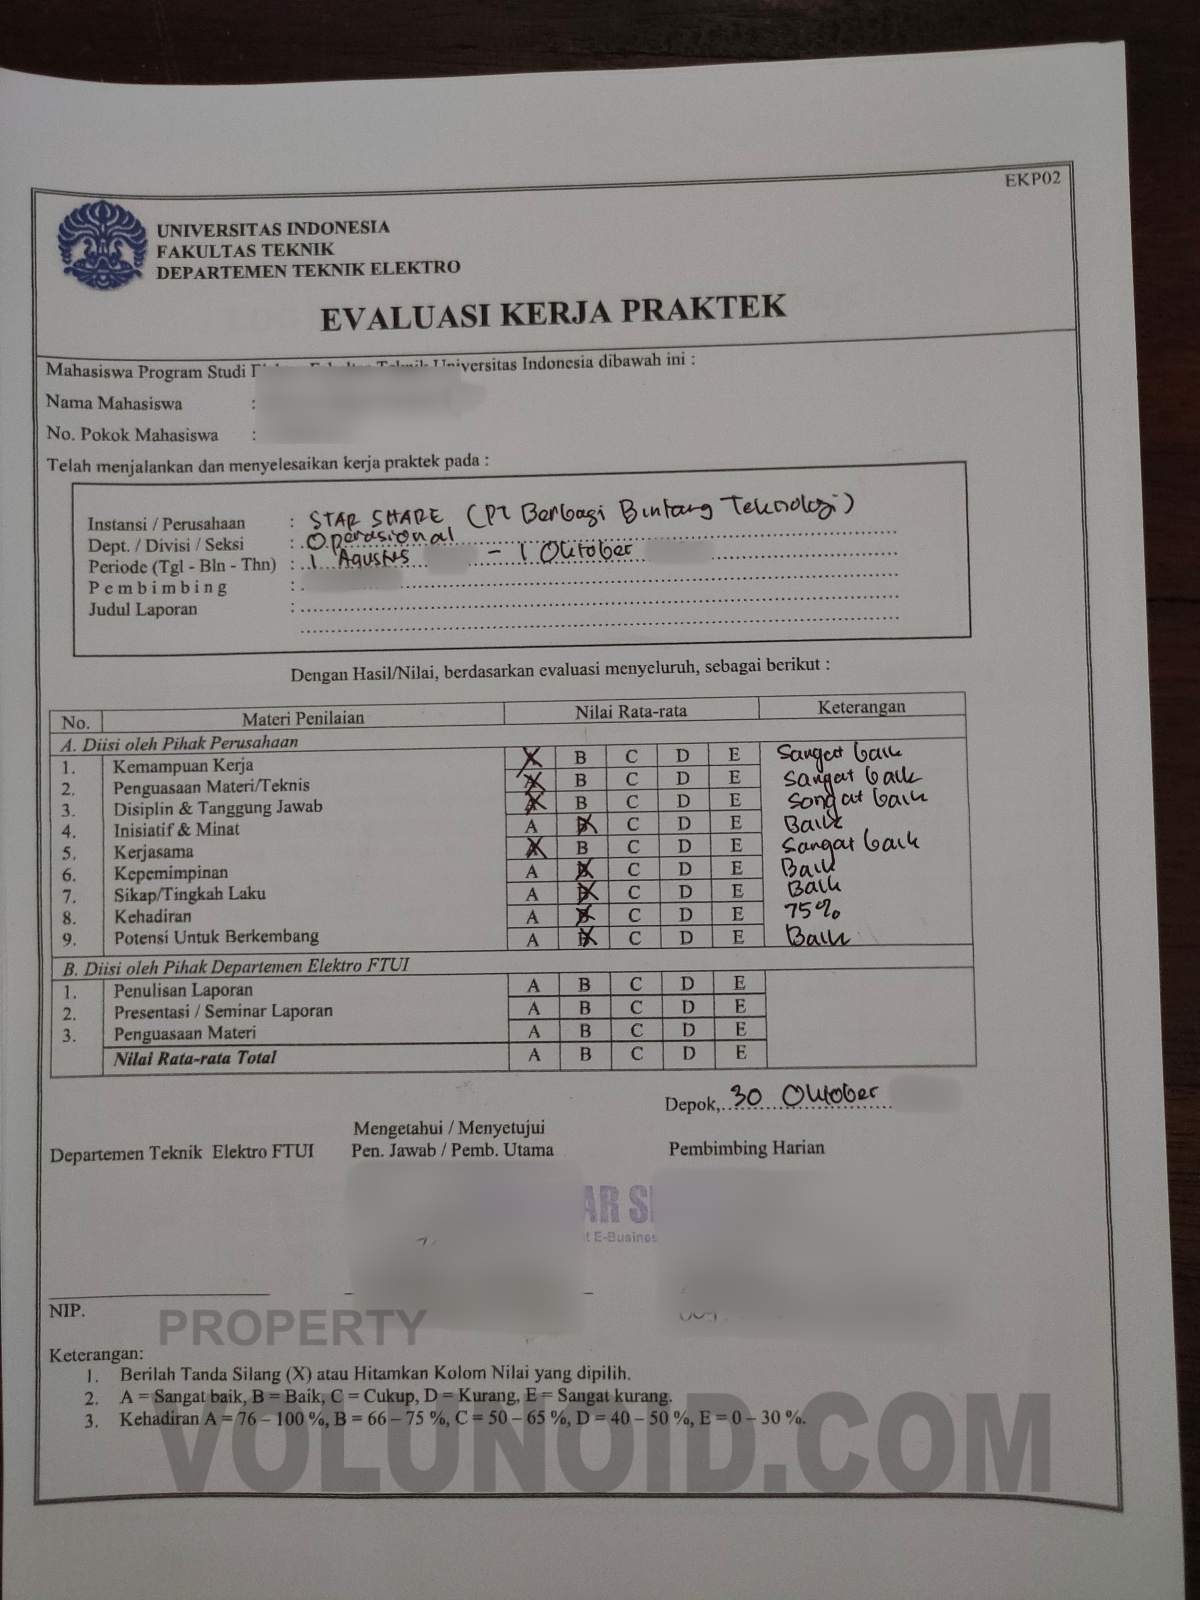 EKP02
UNIVERSITAS INDONESIA
FAKULTAS TEKNIK
DEPARTEMEN TEKNIK ELEKTRO
EVALUASI KERJA PRAKTEK
Mahasiswa Program Studi Universitas Indonesia dibawah ini :
Nama Mahasiswa :
No. Pokok Mahasiswa :
Telah menjalankan dan menyelesaikan kerja praktek pada :
Instansi / Perusahaan : STAR SHARE (PT Berbagi Bintang Teknologi)
Dept. / Divisi / Seksi : Operasional
Periode (Tgl - Bln - Thn) : 1 Agustus - 1 Oktober
Pembimbing :
Judul Laporan :
Dengan Hasil/Nilai, berdasarkan evaluasi menyeluruh, sebagai berikut :
No. Materi Penilaian Nilai Rata-rata Keterangan
A. Diisi oleh Pihak Perusahaan
1. Kemampuan Kerja A B C D E Sangat baik
2. Penguasaan Materi/Teknis A B C D E Sangat baik
3. Disiplin & Tanggung Jawab A B C D E Sangat baik
4. Inisiatif & Minat A B C D E Baik
5. Kerjasama A B C D E Sangat baik
6. Kepemimpinan A B C D E Baik
7. Sikap/Tingkah Laku A B C D E Baik
8. Kehadiran A B C D E 75%
9. Potensi Untuk Berkembang A B C D E Baik
B. Diisi oleh Pihak Departemen Elektro FTUI
1. Penulisan Laporan A B C D E
2. Presentasi / Seminar Laporan A B C D E
3. Penguasaan Materi A B C D E
Nilai Rata-rata Total A B C D E
Depok, 30 Oktober
Mengetahui / Menyetujui
Departemen Teknik Elektro FTUI Pen. Jawab / Pemb. Utama Pembimbing Harian
NIP.
PROPERTY
Keterangan:
1. Berilah Tanda Silang (X) atau Hitamkan Kolom Nilai yang dipilih.
2. A = Sangat baik, B = Baik, C = Cukup, D = Kurang, E = Sangat kurang.
3. Kehadiran A = 76 – 100 %, B = 66 – 75 %, C = 50 – 65 %, D = 40 – 50 %, E = 0 – 30 %.
VOLUNOID.COM